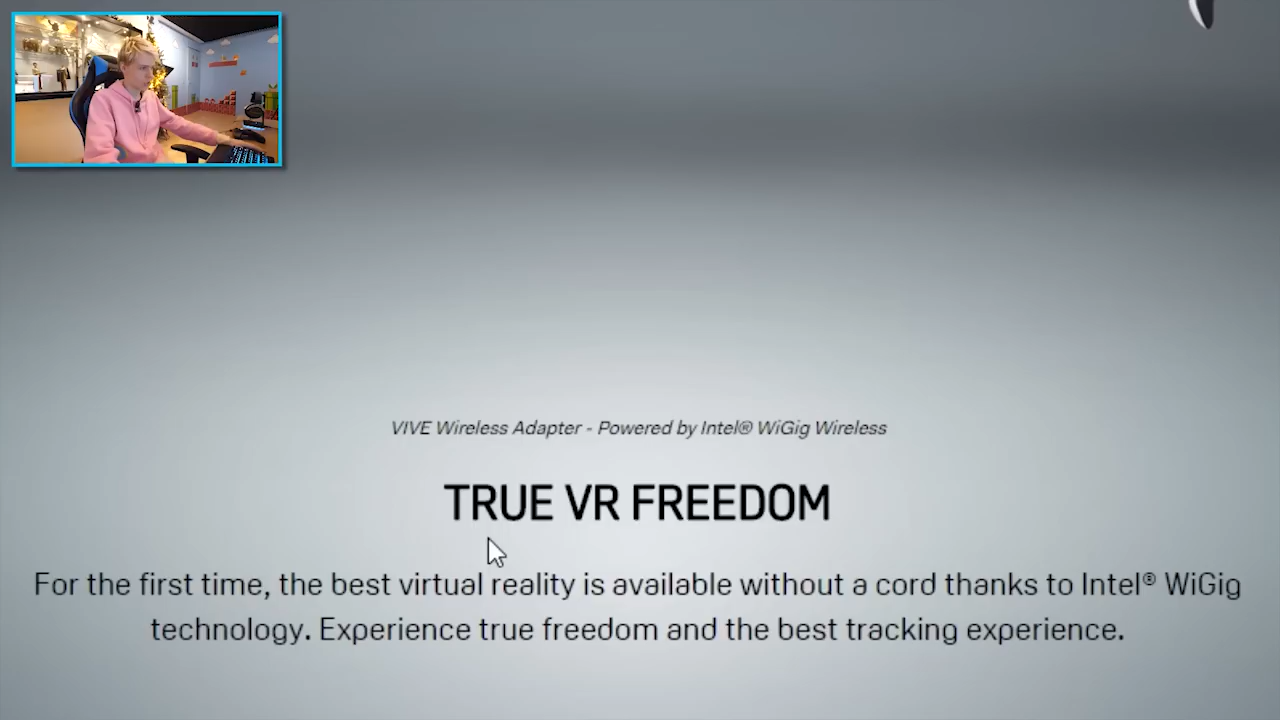 VIVE Wireless Adapter - Powered by Intel® WiGig Wireless
TRUE VR FREEDOM
For the first time, the best virtual reality is available without a cord thanks to Intel® WiGig
technology. Experience true freedom and the best tracking experience.